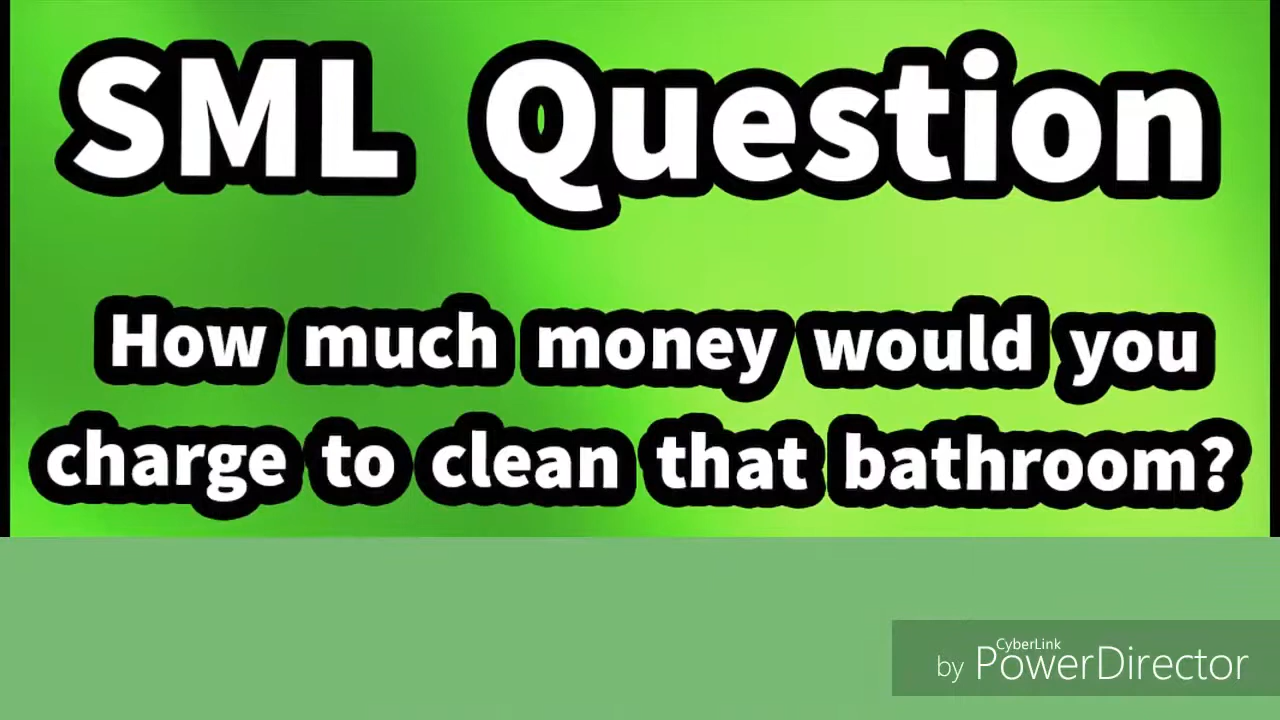 SML Question
How much money would you
charge to clean that bathroom?
CyberLink
by PowerDirector